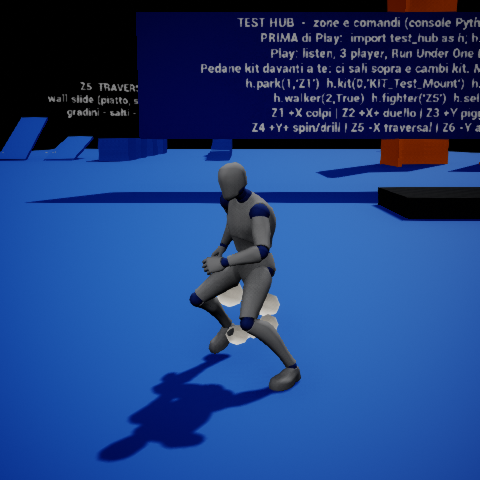 TEST HUB - zone e comandi (console Pyth
PRIMA di Play: import test_hub as h; h.
Play: listen, 3 player, Run Under One
Pedane kit davanti a te: ci sali sopra e cambi kit. M
h.park(1,'Z1') h.kit(0,'KIT_Test_Mount') h.
h.walker(2,True) h.fighter('Z5') h.sel
Z1 +X colpi | Z2 +X+ duello | Z3 +Y pigg
Z4 +Y+ spin/drill | Z5 -X traversal | Z6 -Y a
Z5 TRAVERS
wall slide (piatto, s
gradini - salti -